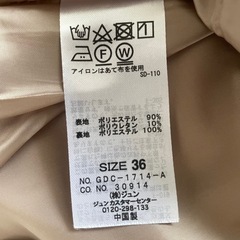 アイロンはあて布を使用
SD-110
表地 ポリエステル 90%
ポリウレタン 10%
裏地 ポリエステル 100%
SIZE 36
NO. GDC-1714-A
CO NO. 30914
(株)ジュン
ジュンカスタマーセンター
0120-298-133
中国製